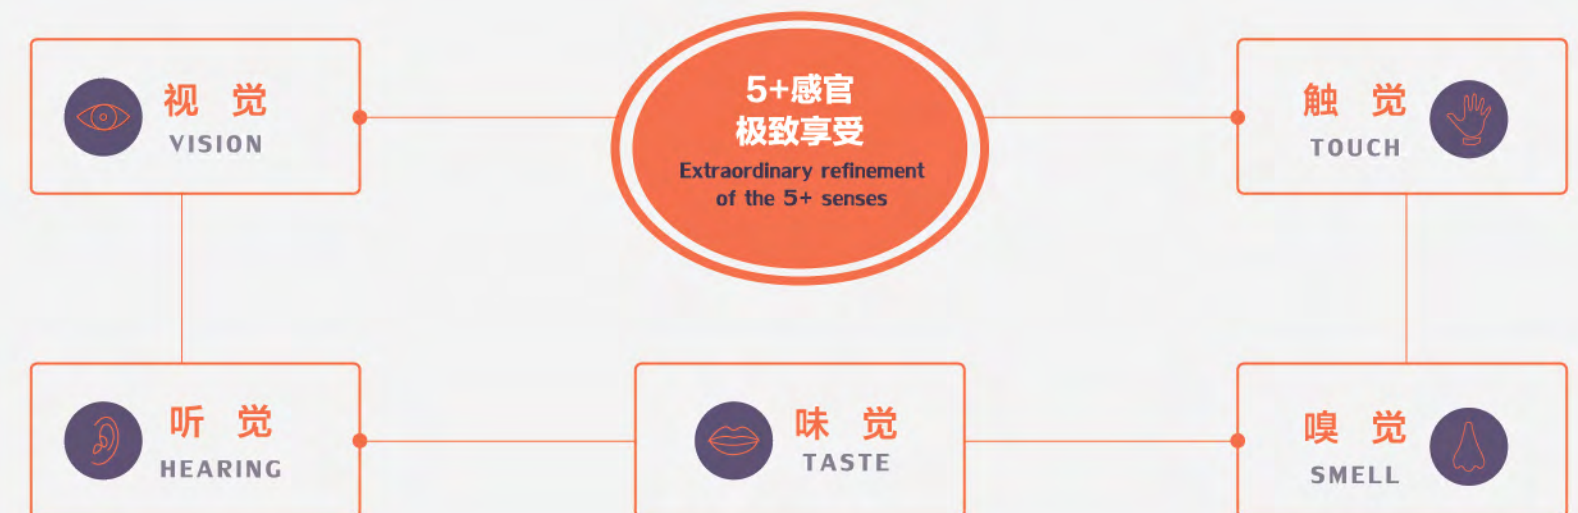 视 觉
VISION
5+感官
极致享受
Extraordinary refinement
of the 5+ senses
触 觉
TOUCH
听 觉
HEARING
味 觉
TASTE
嗅 觉
SMELL